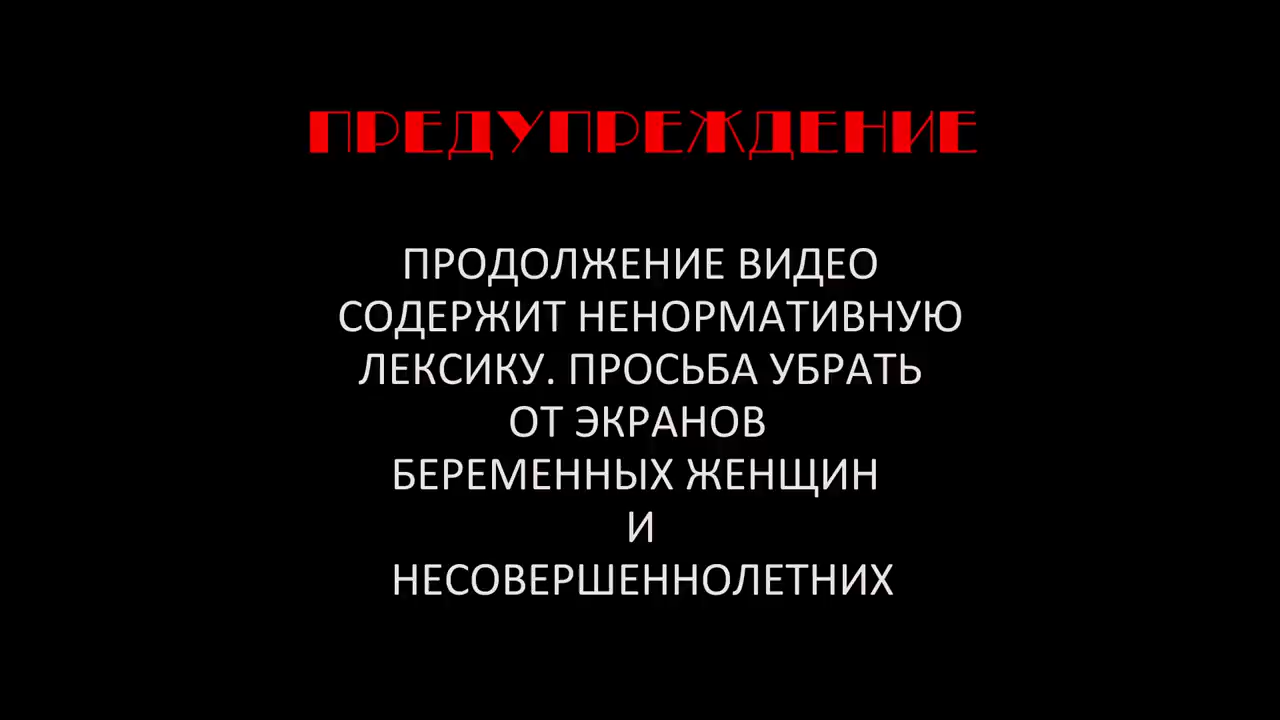 ПРЕДУПРЕЖДЕНИЕ
ПРОДОЛЖЕНИЕ ВИДЕО
СОДЕРЖИТ НЕНОРМАТИВНУЮ
ЛЕКСИКУ. ПРОСЬБА УБРАТЬ
ОТ ЭКРАНОВ
БЕРЕМЕННЫХ ЖЕНЩИН
И
НЕСОВЕРШЕННОЛЕТНИХ